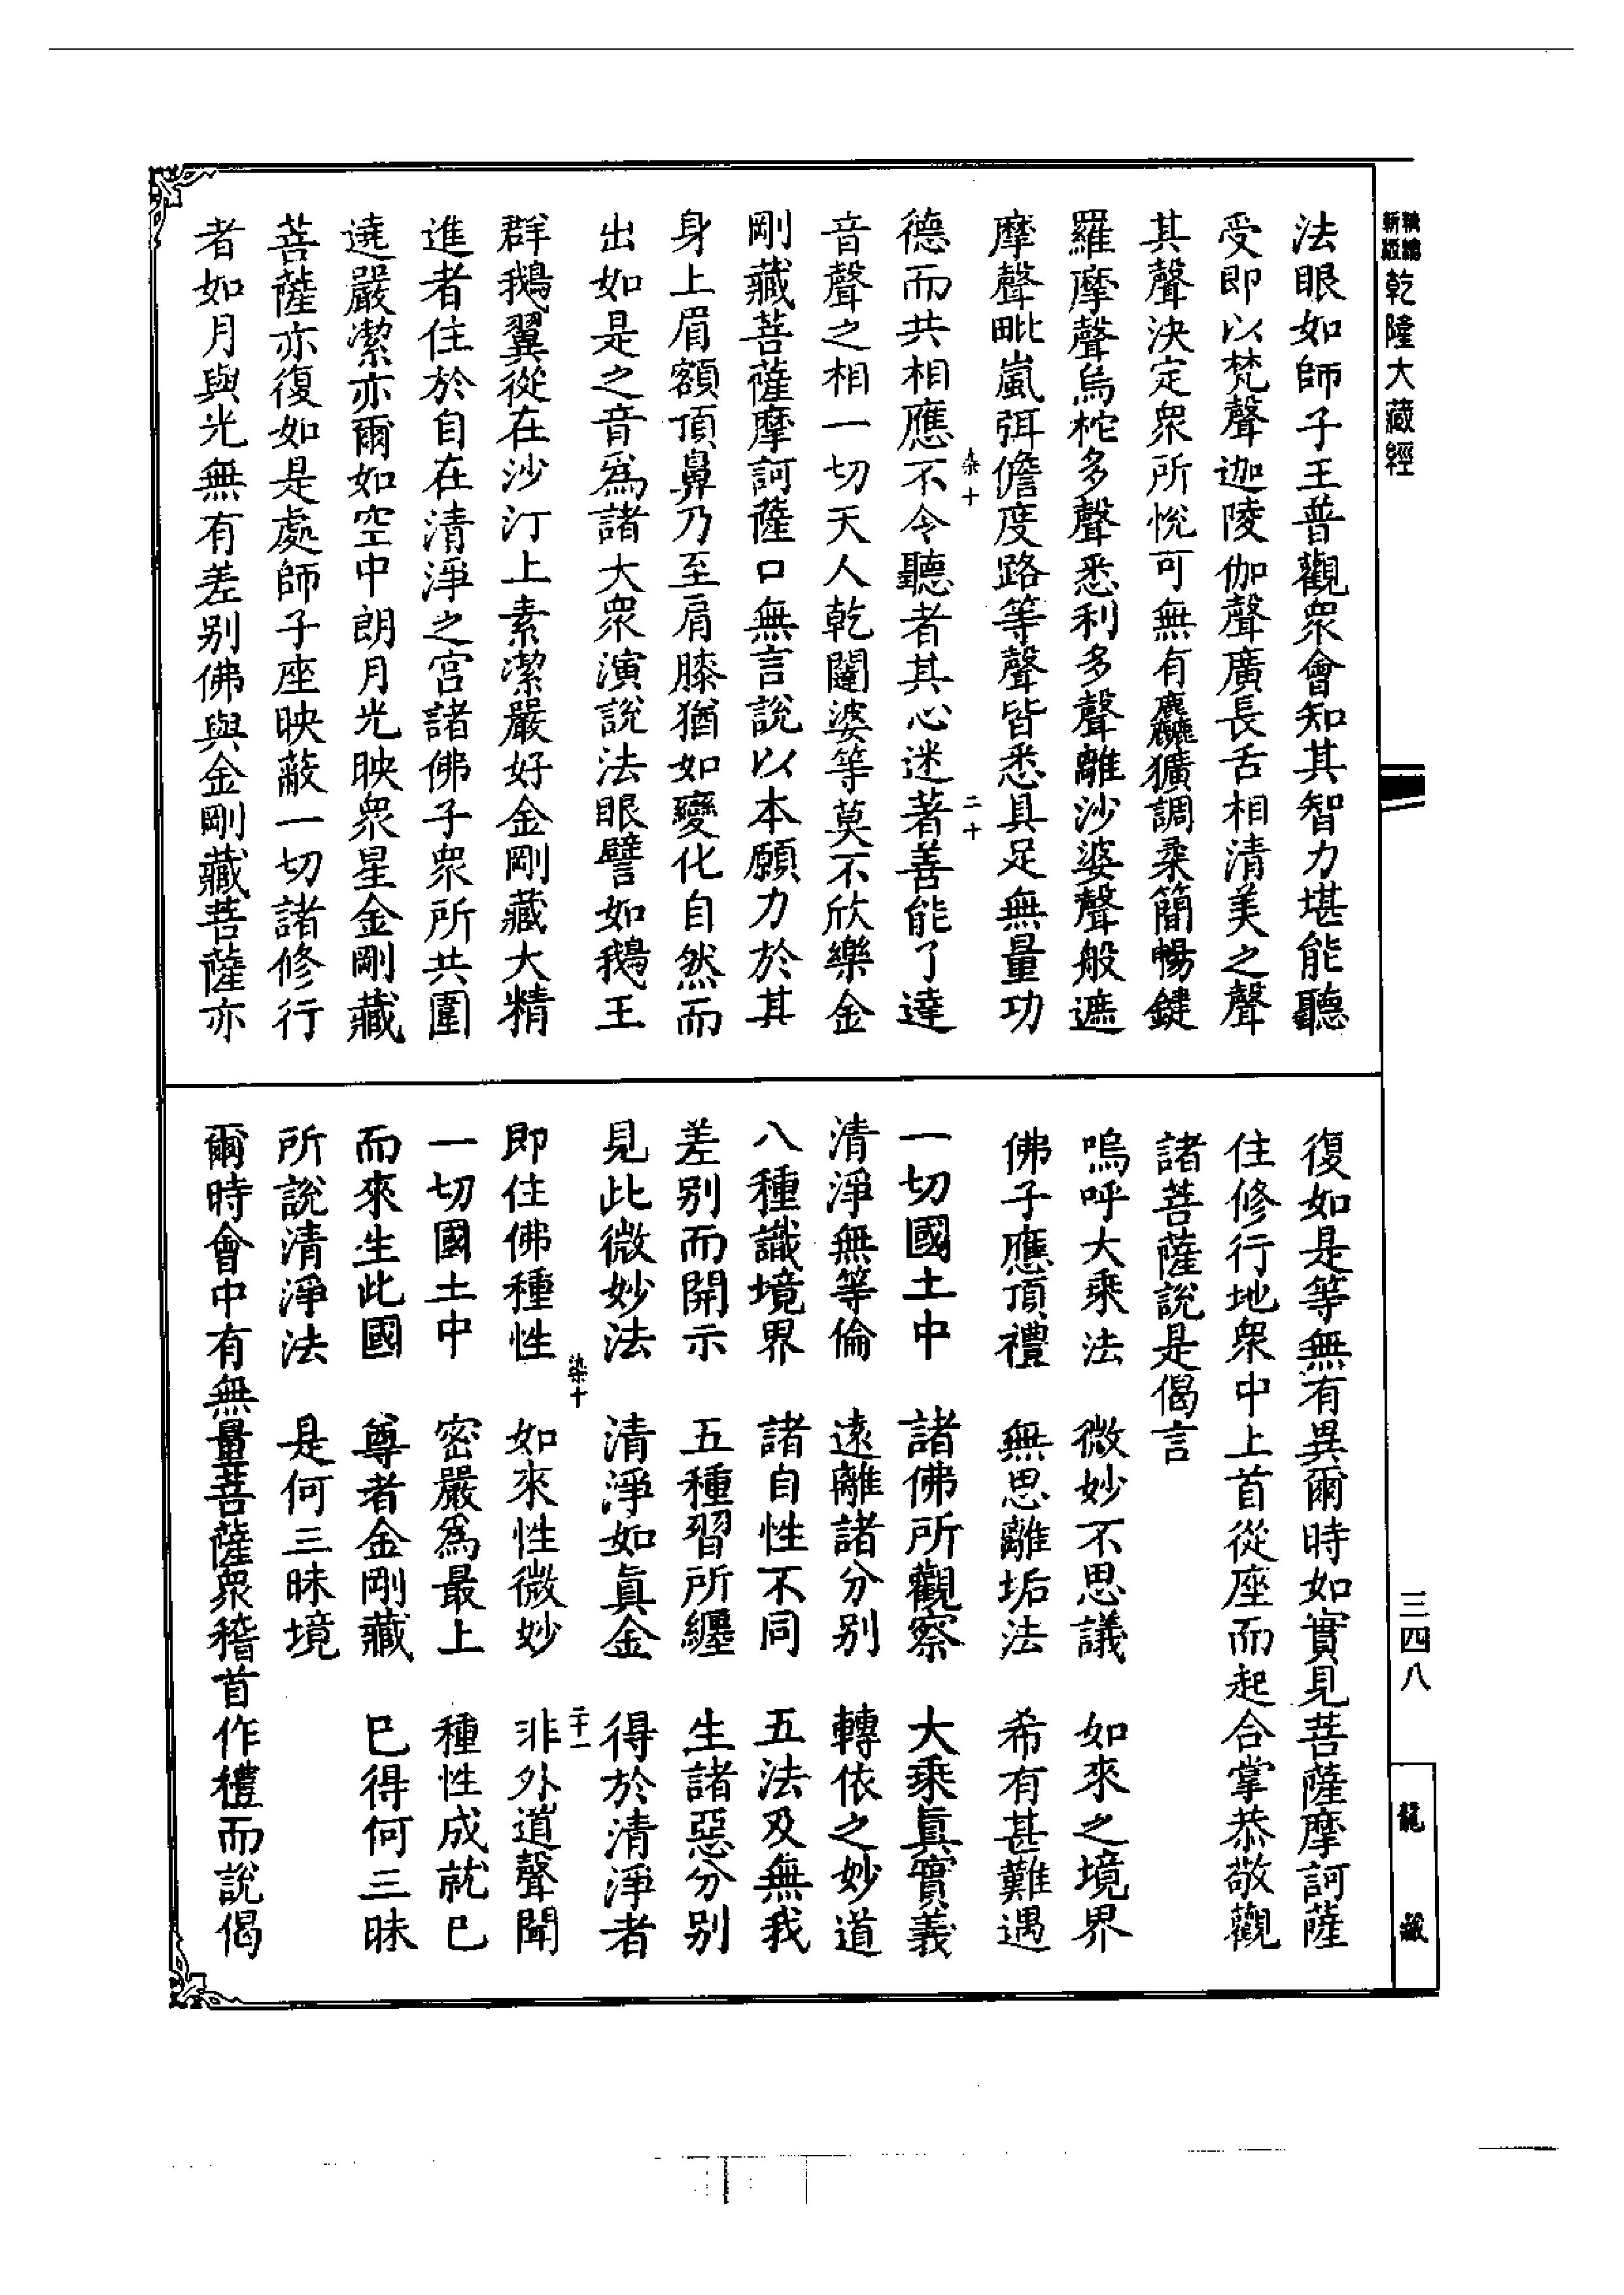 精編新版
乾隆大藏經
法眼如師子王普觀眾會知其智力堪能聽
受即以梵聲迦陵伽聲廣長舌相清美之聲
其聲決定眾所悅可無有麤獷調柔簡暢鍵
羅摩聲烏柁多聲悉利多聲離沙婆聲般遮
摩聲毗嵐弭儋度路等聲皆悉具足無量功
染十
二十
德而共相應不令聽者其心迷著善能了達
音聲之相一切天人乾闥婆等莫不欣樂金
剛藏菩薩摩訶薩口無言說以本願力於其
身上眉額頂鼻乃至肩膝猶如變化自然而
出如是之音為諸大眾演說法眼譬如鵝王
群鵝翼從在沙汀上素潔嚴好金剛藏大精
進者住於自在清淨之宮諸佛子眾所共圍
遶嚴潔亦爾如空中朗月光映眾星金剛藏
菩薩亦復如是處師子座映蔽一切諸修行
者如月與光無有差別佛與金剛藏菩薩亦
復如是等無有異爾時如實見菩薩摩訶薩
住修行地眾中上首從座而起合掌恭敬觀
諸菩薩說是偈言
嗚呼大乘法　微妙不思議　如來之境界
佛子應頂禮　無思離垢法　希有甚難遇
一切國土中　諸佛所觀察　大乘真實義
清淨無等倫　遠離諸分別　轉依之妙道
八種識境界　諸自性不同　五法及無我
差別而開示　五種習所纏　生諸惡分別
見此微妙法　清淨如真金　得於清淨者
染十
二十一
即住佛種性　如來性微妙　非外道聲聞
一切國土中　密嚴為最上　種性成就已
而來生此國　尊者金剛藏　已得何三昧
所說清淨法　是何三昧境
爾時會中有無量菩薩眾稽首作禮而說偈
三四八
龍藏